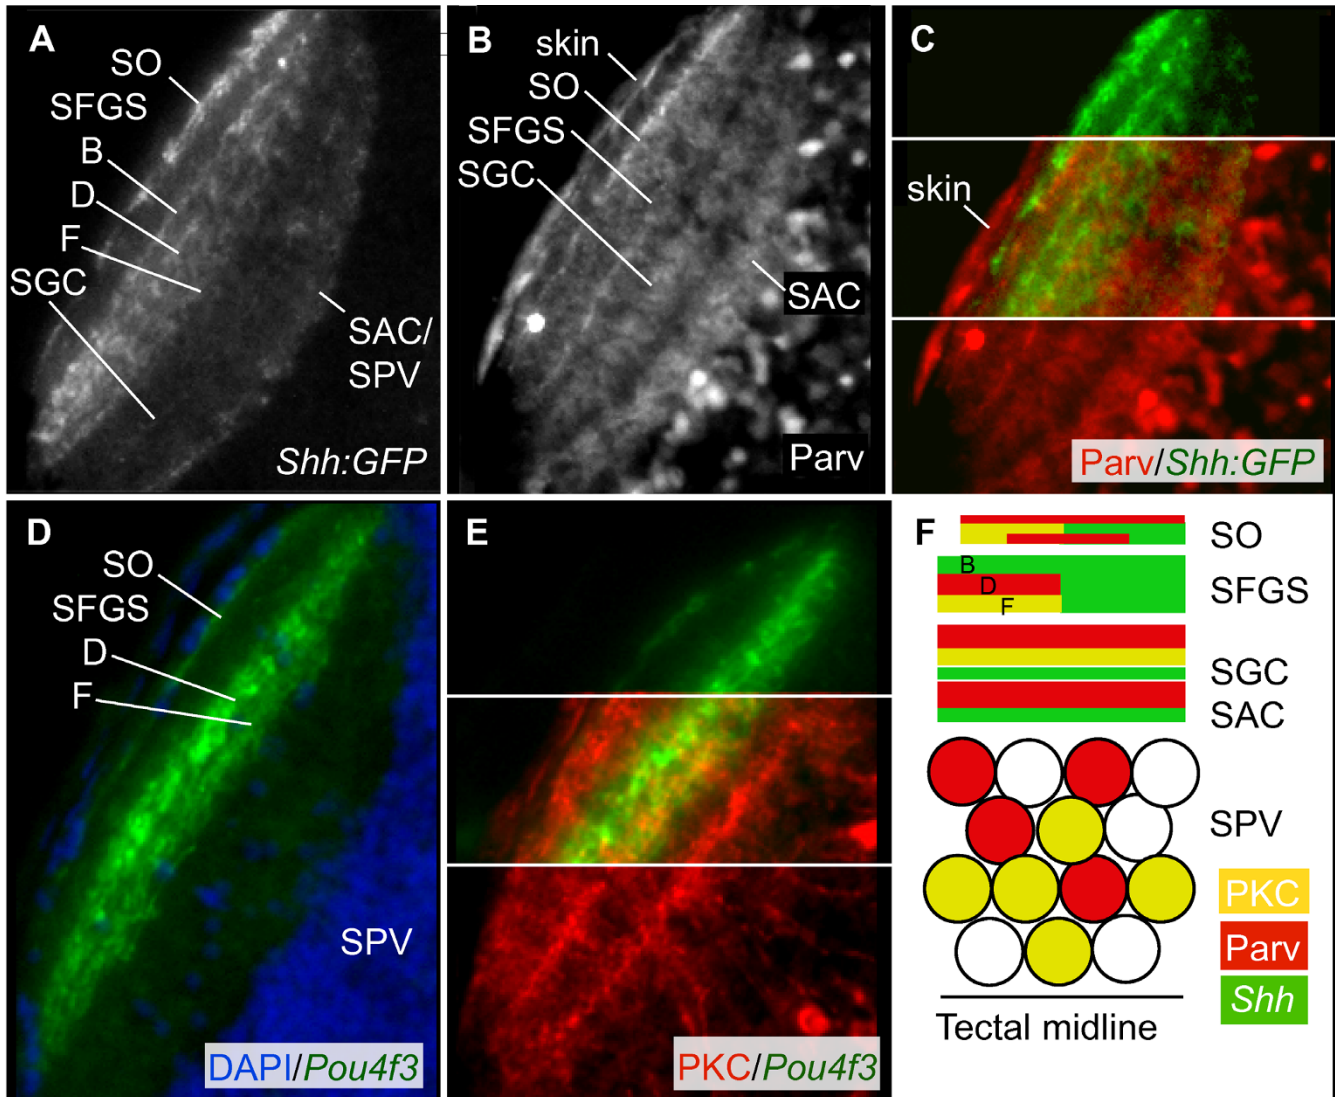 A
SO
SFGS
B
D
F
SGC
SAC/
SPV
Shh:GFP
B
skin
SO
SFGS
SGC
SAC
Parv
C
skin
Parv/Shh:GFP
D
SO
SFGS
D
F
SPV
DAPI/Pou4f3
E
PKC/Pou4f3
F
SO
B
D
SFGS
F
SGC
SAC
SPV
PKC
Parv
Shh
Tectal midline